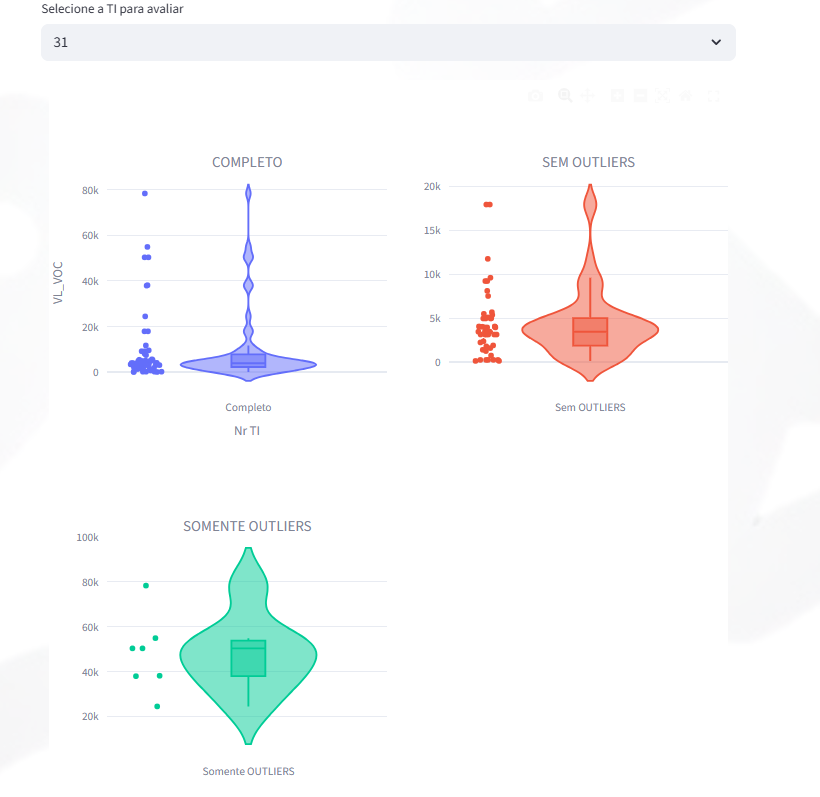 Selecione a TI para avaliar
31
COMPLETO
SEM OUTLIERS
80k
60k
40k
20k
0
VL_VOC
Completo
Nr TI
20k
15k
10k
5k
0
Sem OUTLIERS
SOMENTE OUTLIERS
100k
80k
60k
40k
20k
Somente OUTLIERS